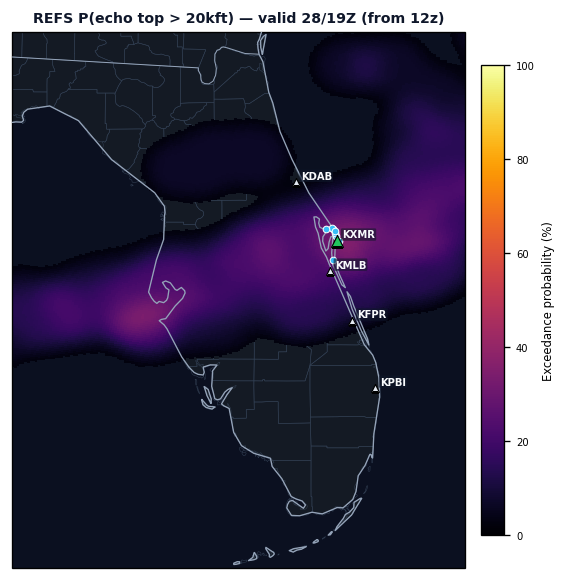 REFS P(echo top > 20kft) — valid 28/19Z (from 12z)
KDAB
KXMR
KMLB
KFPR
KPBI
100
80
60
40
20
0
Exceedance probability (%)